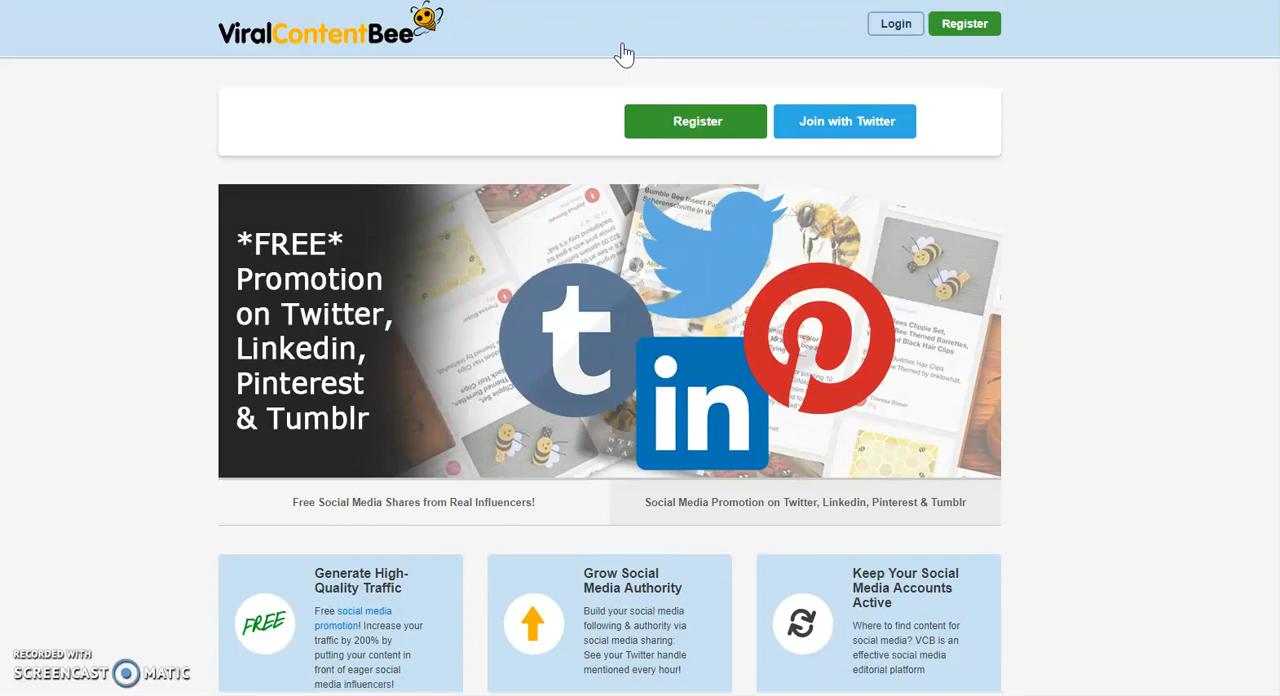 ViralContentBee
Login
Register
Register
Join with Twitter
*FREE*
Promotion
on Twitter,
Linkedin,
Pinterest
& Tumblr
t
in
Free Social Media Shares from Real Influencers!
Social Media Promotion on Twitter, Linkedin, Pinterest & Tumblr
FREE
Generate High-
Quality Traffic
Free social media
promotion! Increase your
traffic by 200% by
putting your content in
front of eager social
media influencers!
Grow Social
Media Authority
Build your social media
following & authority via
social media sharing:
See your Twitter handle
mentioned every hour!
Keep Your Social
Media Accounts
Active
Where to find content for
social media? VCB is an
effective social media
editorial platform
RECORDED WITH
SCREENCAST MATIC